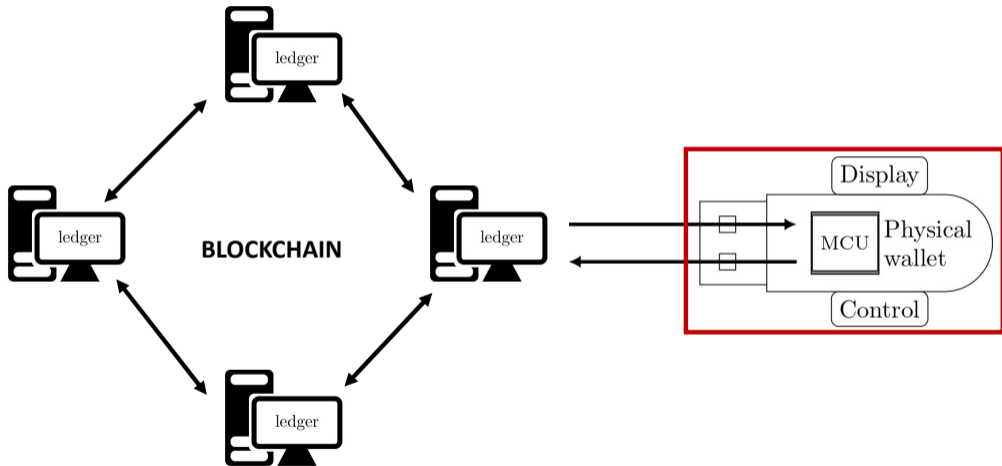 ledger
Display
ledger
BLOCKCHAIN
ledger
MCU
Physical
wallet
Control
ledger